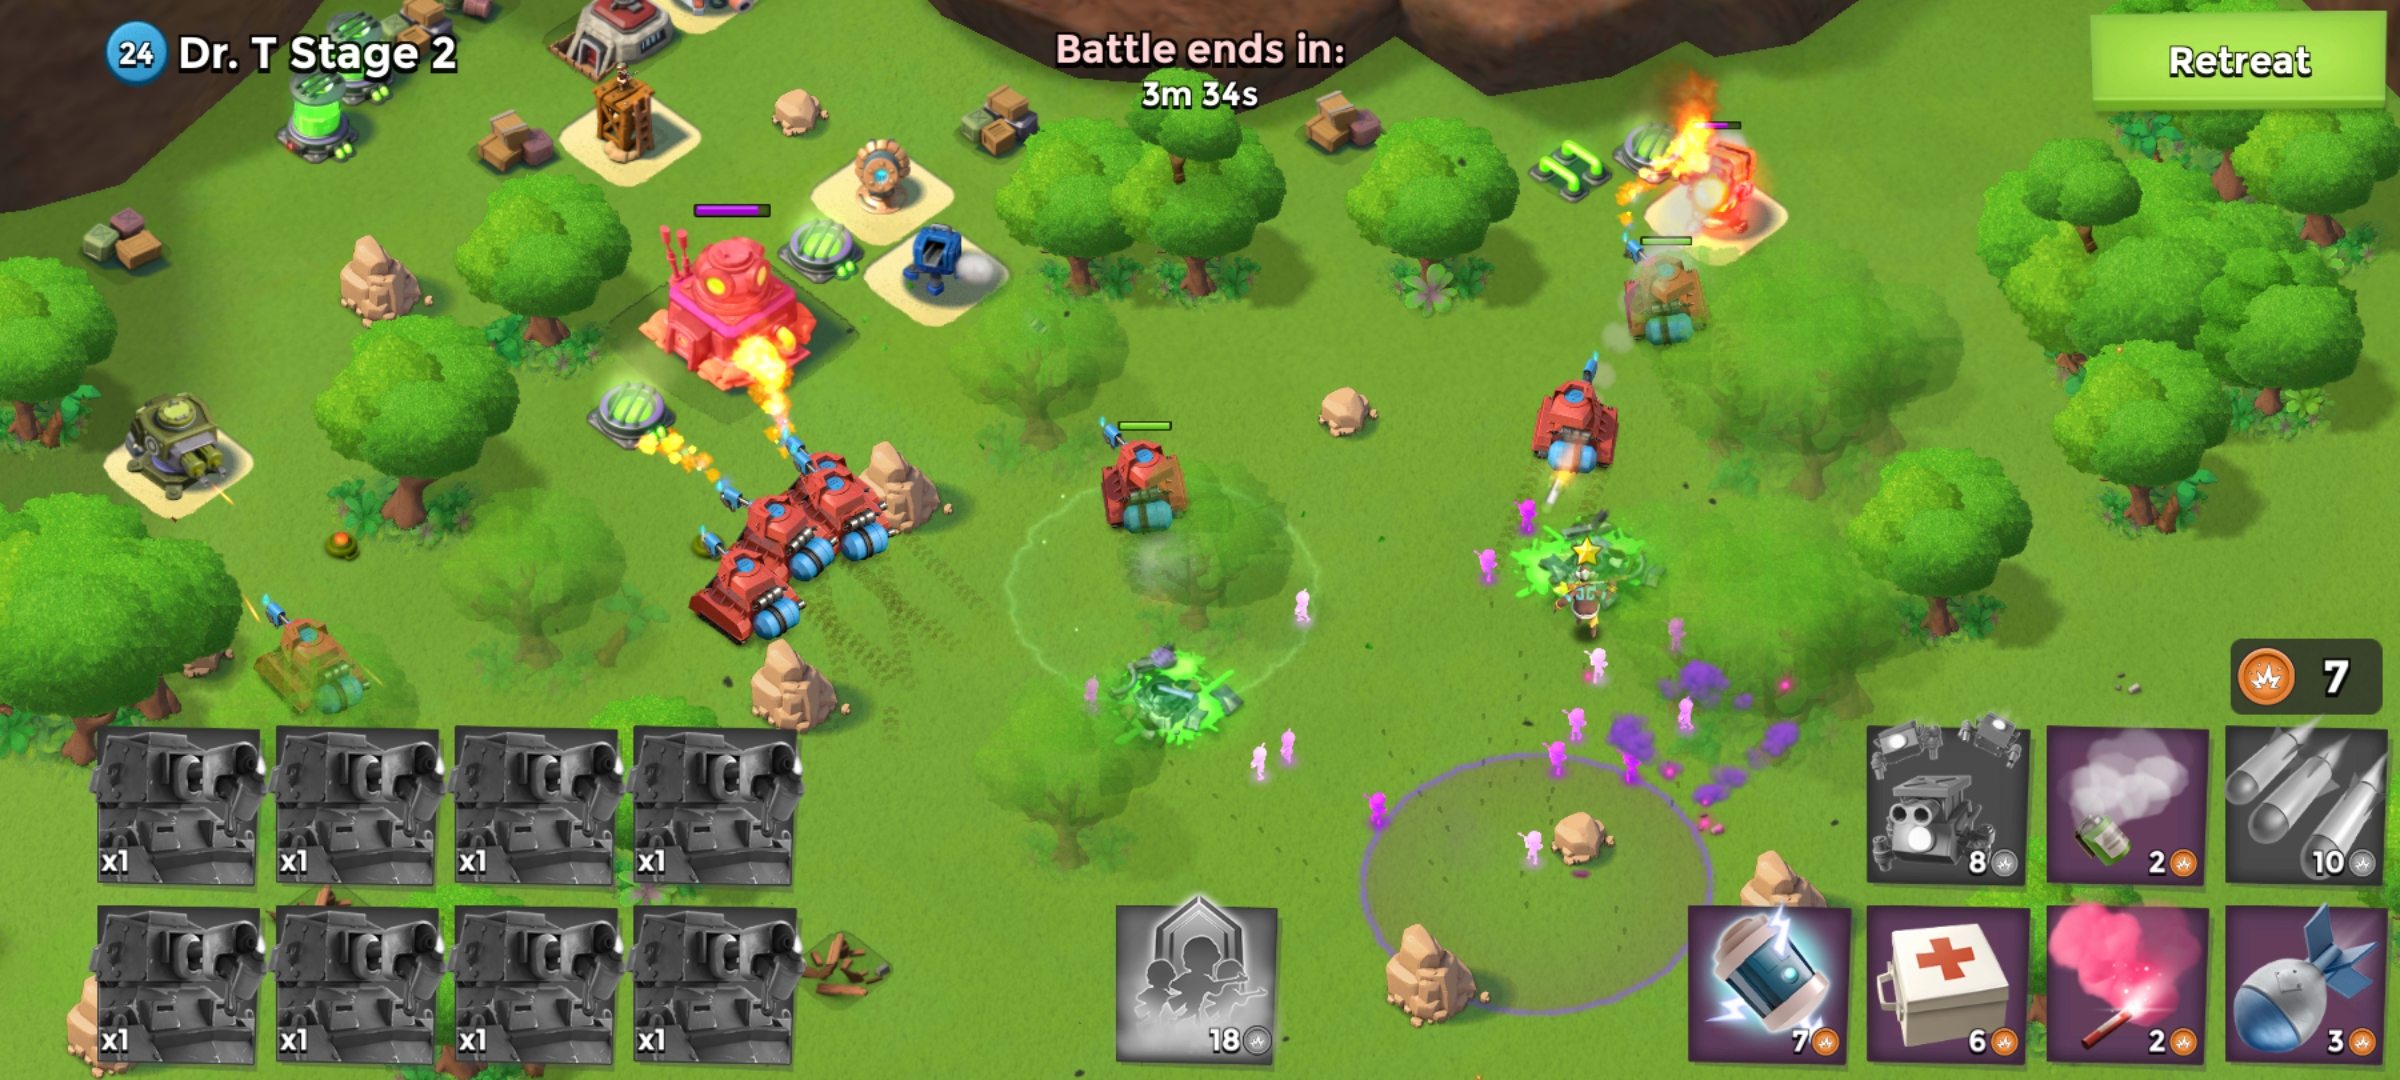 24 Dr. T Stage 2
Battle ends in:
3m 34s
Retreat
7
x1
x1
x1
x1
8
2
10
x1
x1
x1
x1
18
7
6
2
3